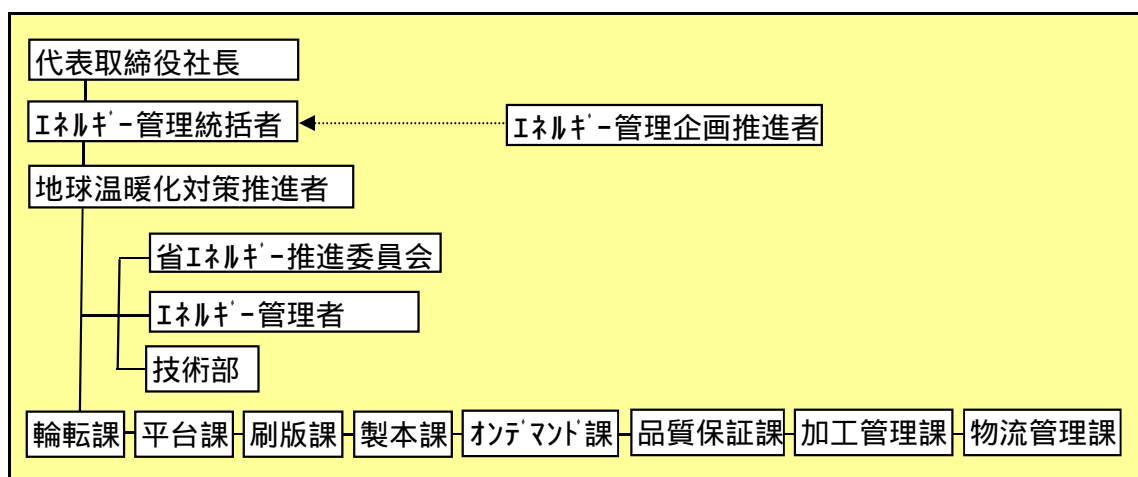 代表取締役社長
ｴﾈﾙｷﾞｰ管理統括者
ｴﾈﾙｷﾞｰ管理企画推進者
地球温暖化対策推進者
省ｴﾈﾙｷﾞｰ推進委員会
ｴﾈﾙｷﾞｰ管理者
技術部
輪転課 平台課 刷版課 製本課 ｵﾝﾃﾞﾏﾝﾄﾞ課 品質保証課 加工管理課 物流管理課